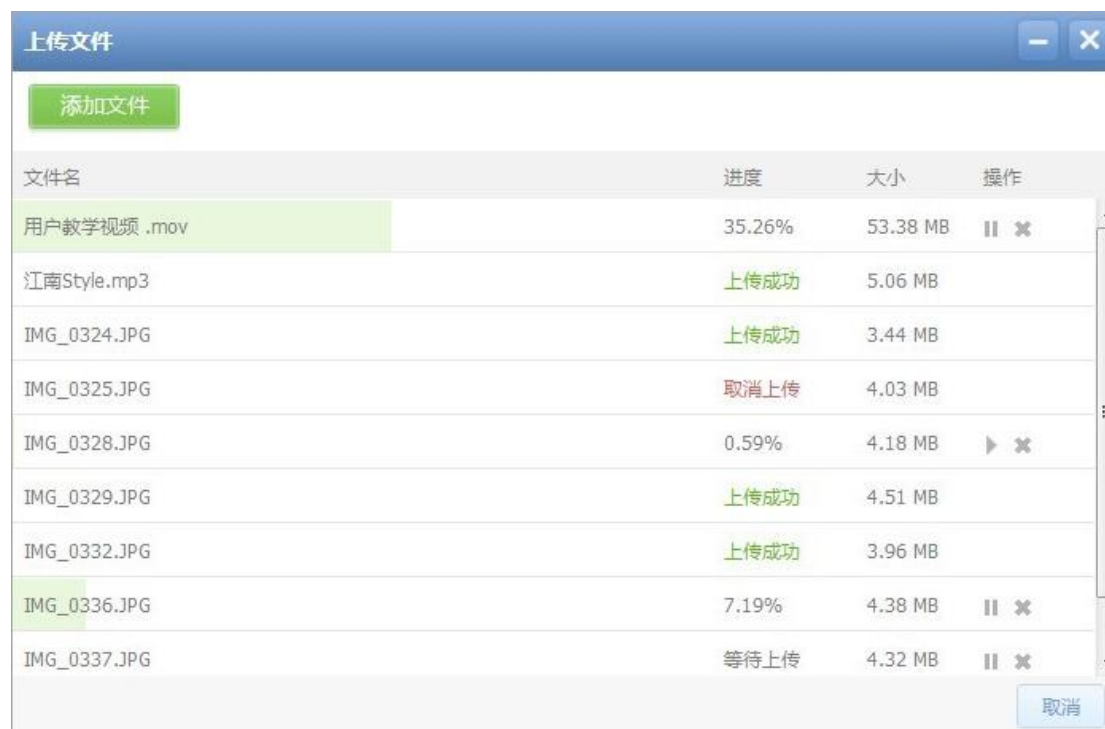 上传文件
添加文件
文件名 进度 大小 操作
用户教学视频 .mov 35.26% 53.38 MB
江南Style.mp3 上传成功 5.06 MB
IMG_0324.JPG 上传成功 3.44 MB
IMG_0325.JPG 取消上传 4.03 MB
IMG_0328.JPG 0.59% 4.18 MB
IMG_0329.JPG 上传成功 4.51 MB
IMG_0332.JPG 上传成功 3.96 MB
IMG_0336.JPG 7.19% 4.38 MB
IMG_0337.JPG 等待上传 4.32 MB
取消